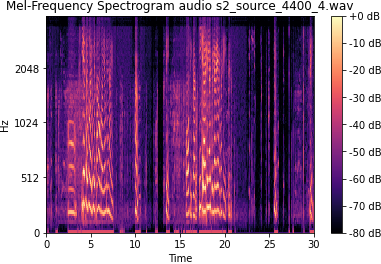 Mel-Frequency Spectrogram audio s2_source_4400_4.wav
+0 dB
-10 dB
2048
-20 dB
-30 dB
Hz
1024
-40 dB
-50 dB
512
-60 dB
-70 dB
0
-80 dB
0 5 10 15 20 25 30
Time